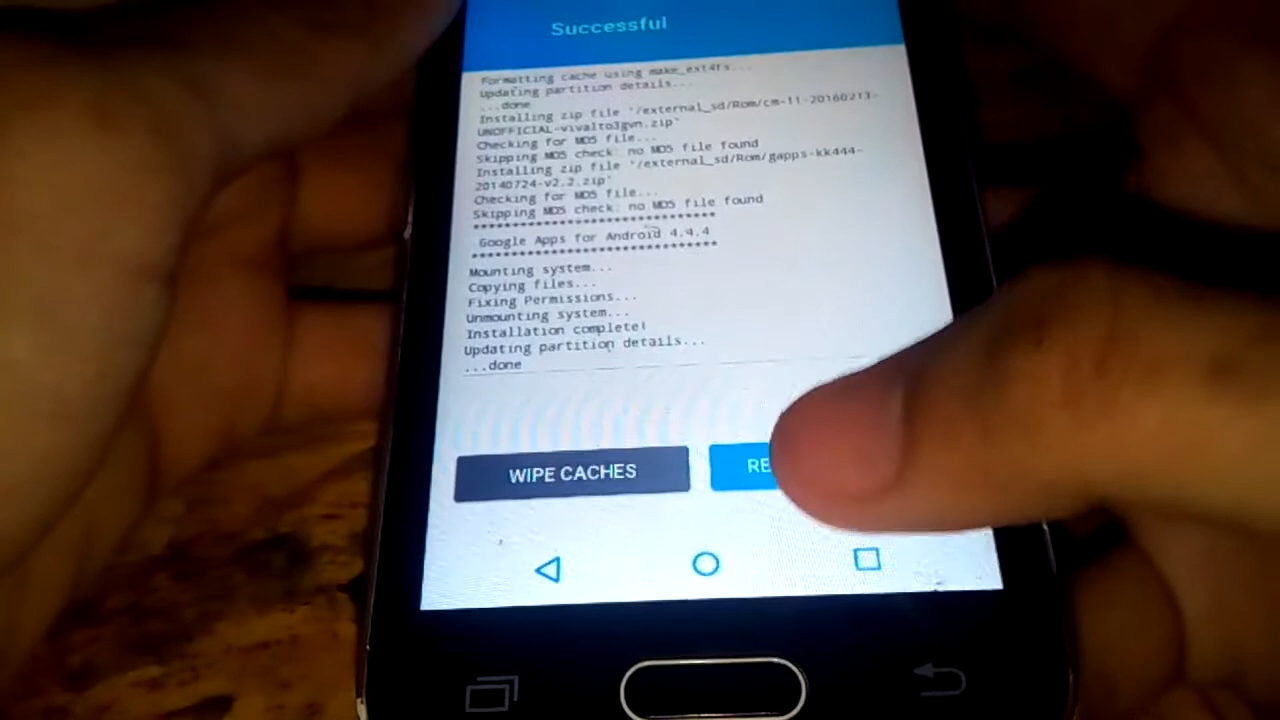 Successful
Formatting cache using make_ext4fs...
Updating partition details...
...done
Installing zip file '/external_sd/Rom/cm-11-20160213-
UNOFFICIAL-vivalto3gvn.zip'
Checking for MD5 file...
Skipping MD5 check: no MD5 file found
Installing zip file '/external_sd/Rom/gapps-kk444-
20140724-v2.2.zip'
Checking for MD5 file...
Skipping MD5 check: no MD5 file found
********************************
Google Apps for Android 4.4.4
********************************
Mounting system...
Copying files...
Fixing Permissions...
Unmounting system...
Installation complete!
Updating partition details...
...done
WIPE CACHES
RE